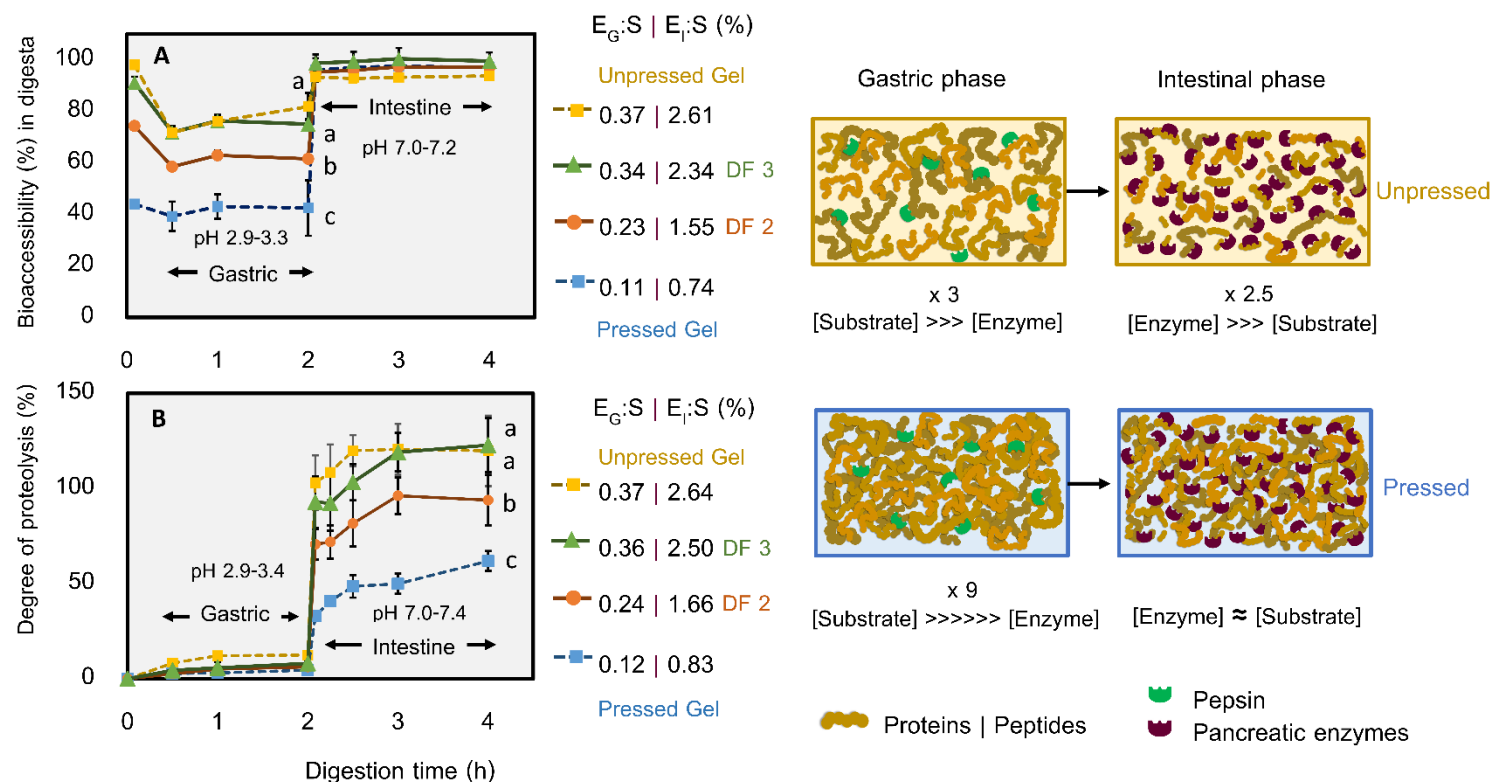 E_G:S | E_I:S (%)
A
Bioaccessibility (%) in digesta
100
80
60
40
20
0
a
a
b
c
Intestine
pH 7.0-7.2
pH 2.9-3.3
Gastric
0
1
2
3
4
Unpressed Gel
0.37 | 2.61
0.34 | 2.34 DF 3
0.23 | 1.55 DF 2
0.11 | 0.74
Pressed Gel
B
Degree of proteolysis (%)
150
100
50
0
a
a
b
c
pH 2.9-3.4
Gastric
pH 7.0-7.4
Intestine
0
1
2
3
4
Digestion time (h)
E_G:S | E_I:S (%)
Unpressed Gel
0.37 | 2.64
0.36 | 2.50 DF 3
0.24 | 1.66 DF 2
0.12 | 0.83
Pressed Gel
Gastric phase
Intestinal phase
Unpressed
x 3
[Substrate] >>> [Enzyme]
x 2.5
[Enzyme] >>> [Substrate]
Pressed
x 9
[Substrate] >>>>>> [Enzyme]
[Enzyme] ≈ [Substrate]
Proteins | Peptides
Pepsin
Pancreatic enzymes